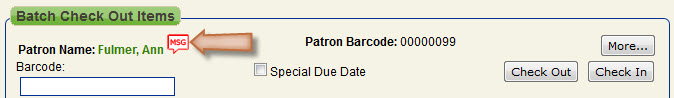 Batch Check Out Items
Patron Name: Fulmer, Ann MSG
Patron Barcode: 00000099
More...
Barcode:
Special Due Date
Check Out
Check In